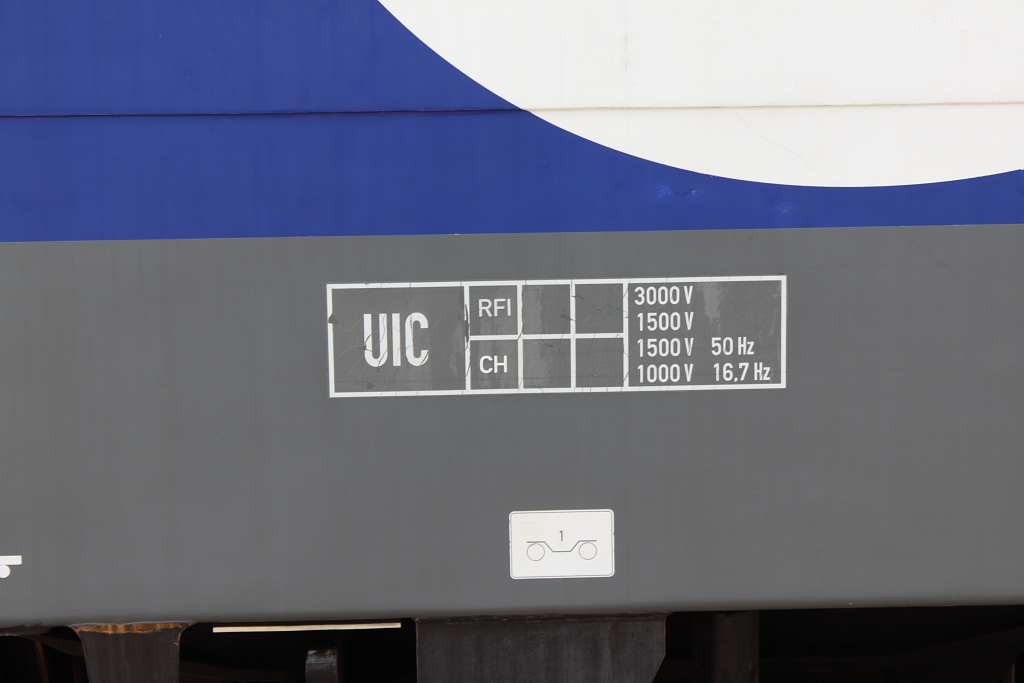 UIC
RFI
CH
3000 V
1500 V
1500 V 50 Hz
1000 V 16,7 Hz
1